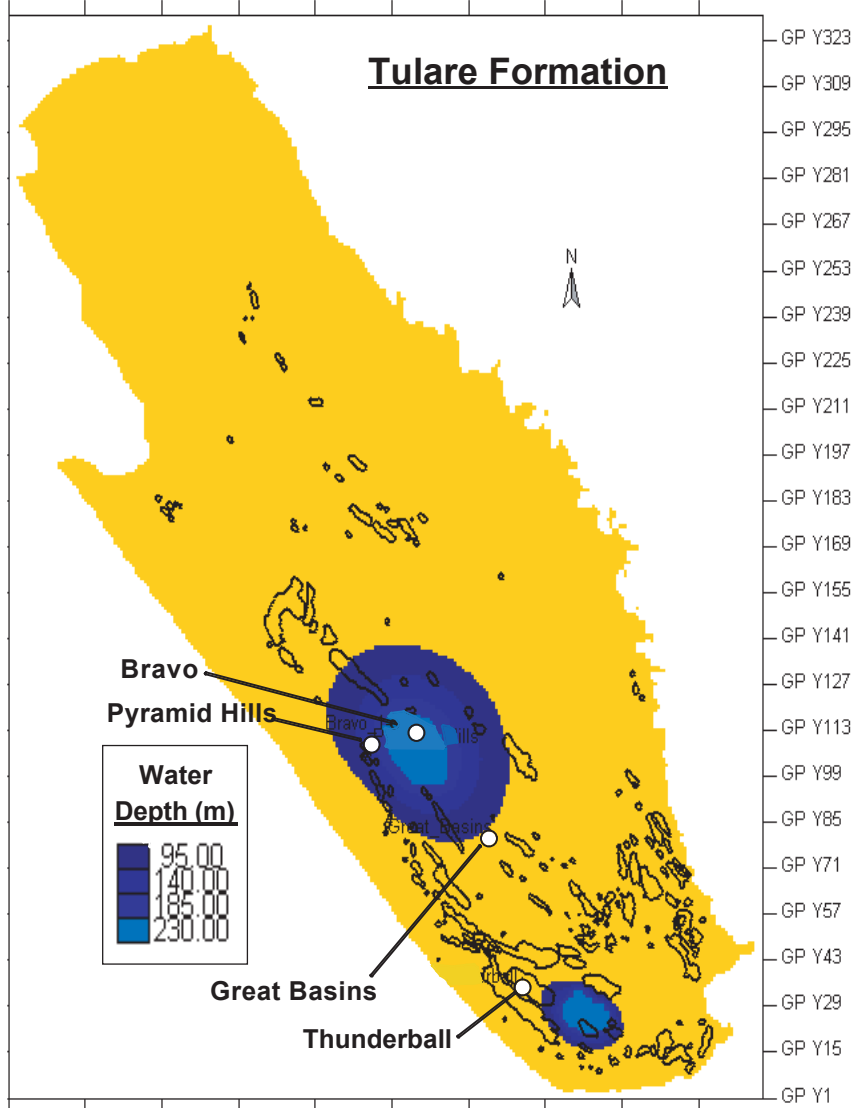 Tulare Formation
GP Y323
GP Y309
GP Y295
GP Y281
GP Y267
N
GP Y253
GP Y239
GP Y225
GP Y211
GP Y197
GP Y183
GP Y169
GP Y155
GP Y141
GP Y127
Bravo
Pyramid Hills
Bravo
ills
GP Y113
GP Y99
Water
Depth (m)
95.00
140.00
185.00
230.00
GP Y85
Great Basins
GP Y71
GP Y57
GP Y43
Great Basins
GP Y29
Thunderball
GP Y15
GP Y1